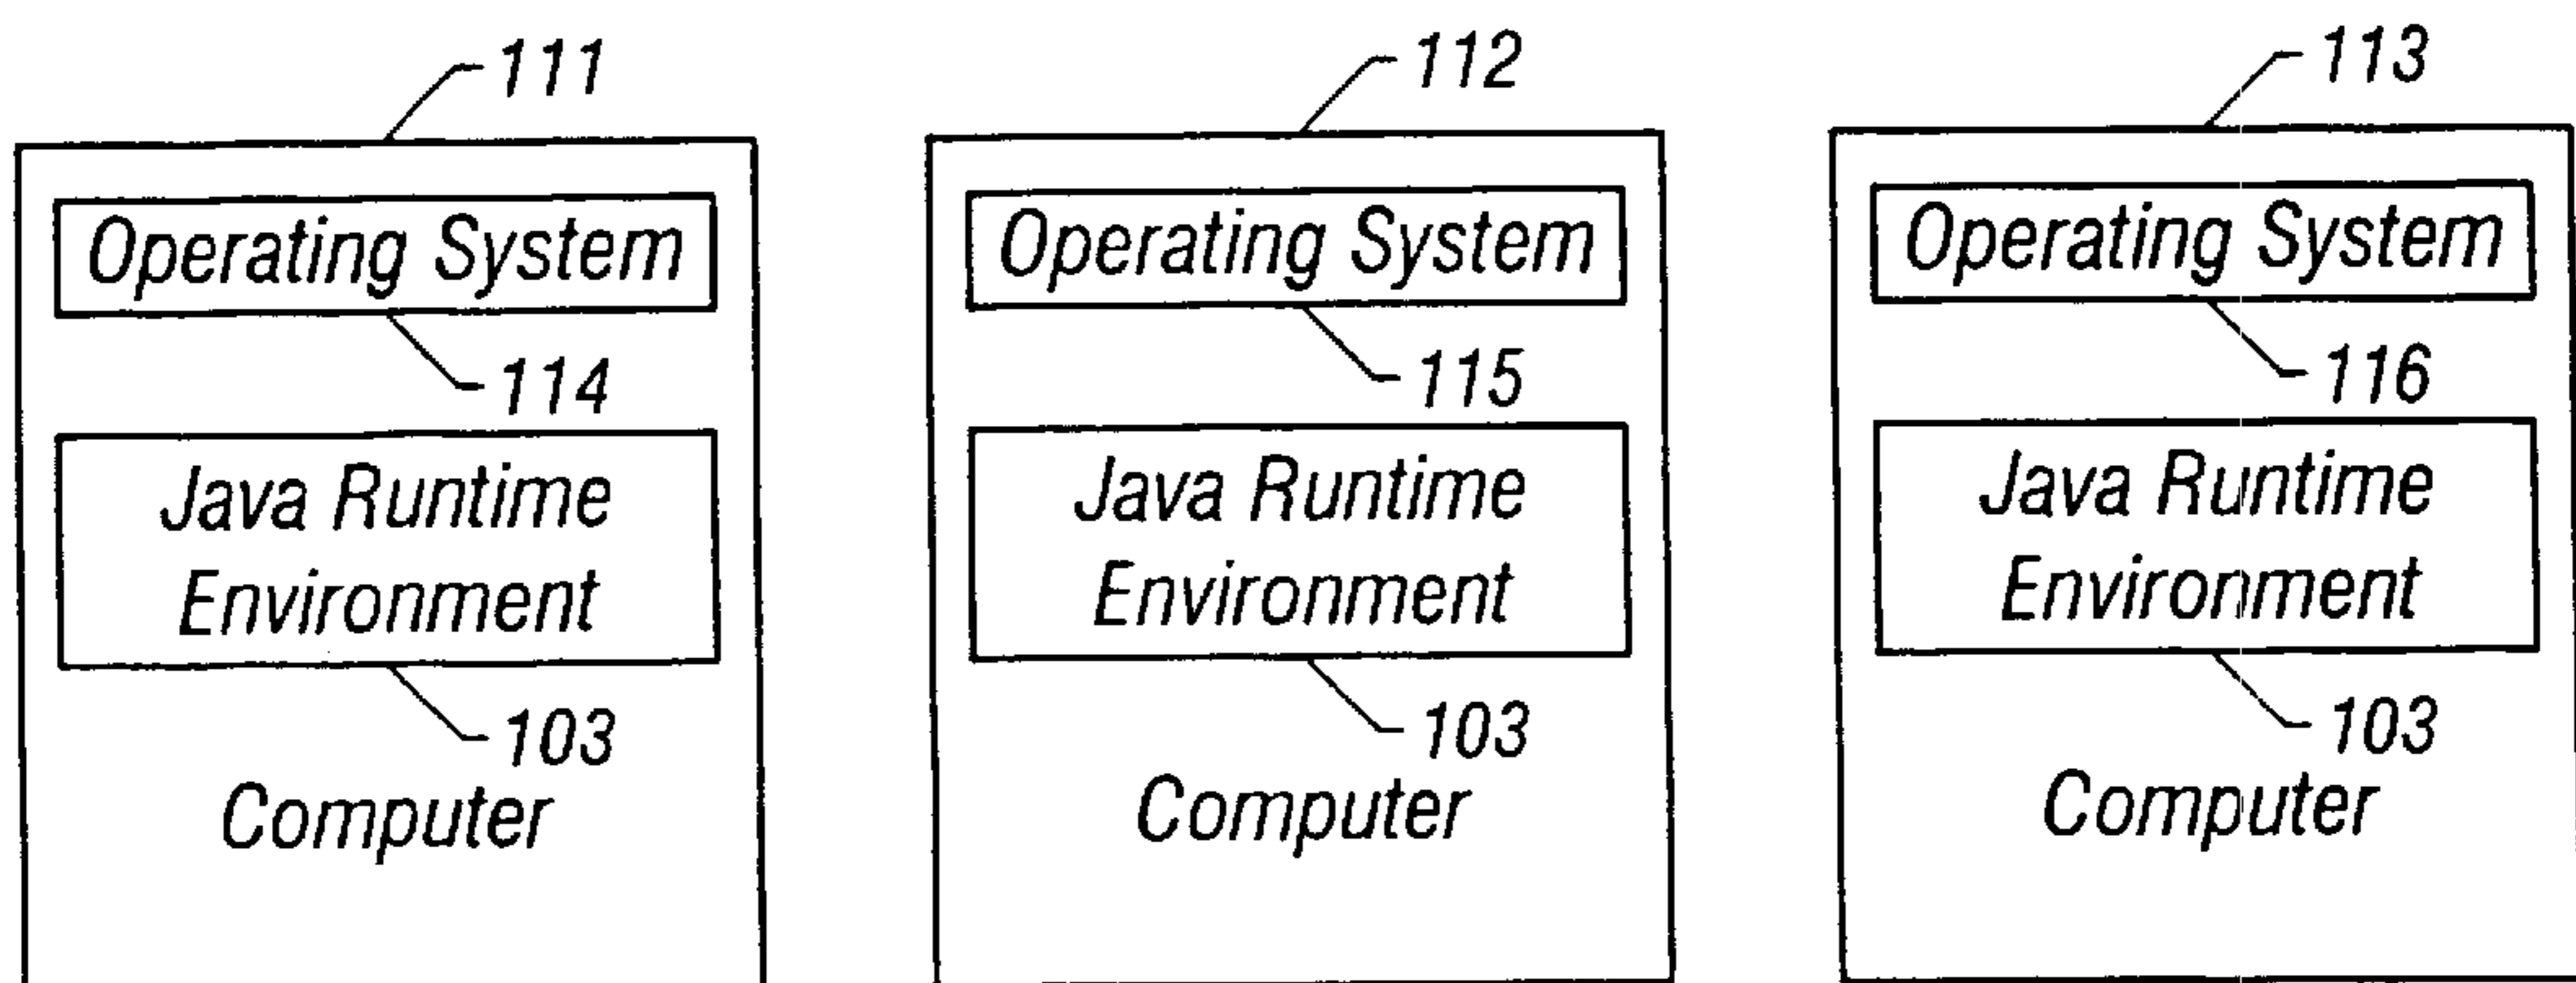 111
Operating System
114
Java Runtime
Environment
103
Computer
112
Operating System
115
Java Runtime
Environment
103
Computer
113
Operating System
116
Java Runtime
Environment
103
Computer